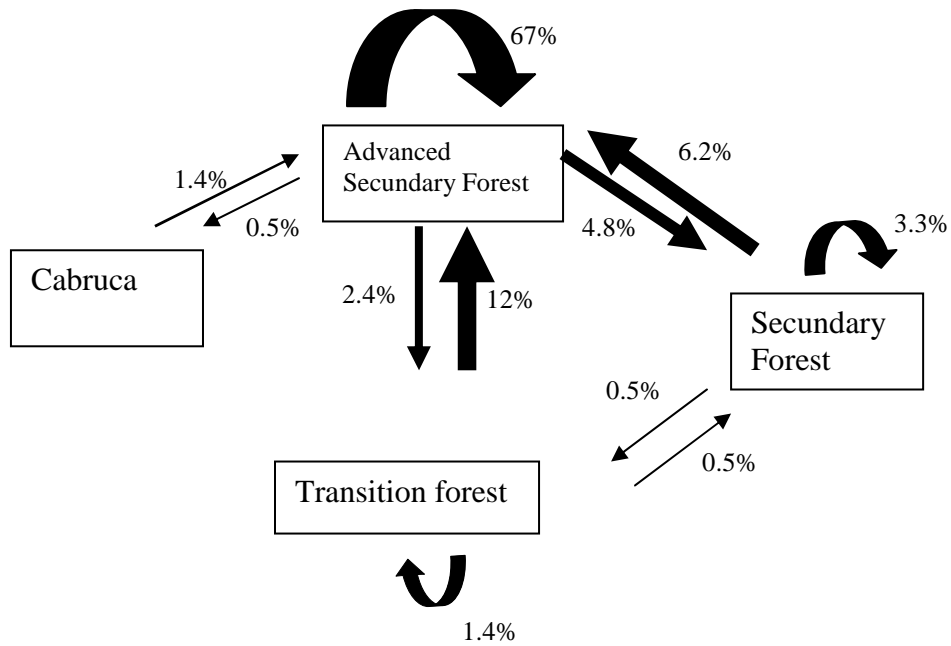 67%
Advanced
Secundary Forest
6.2%
1.4%
0.5%
4.8%
3.3%
Cabruca
2.4%
12%
Secundary
Forest
0.5%
0.5%
Transition forest
1.4%